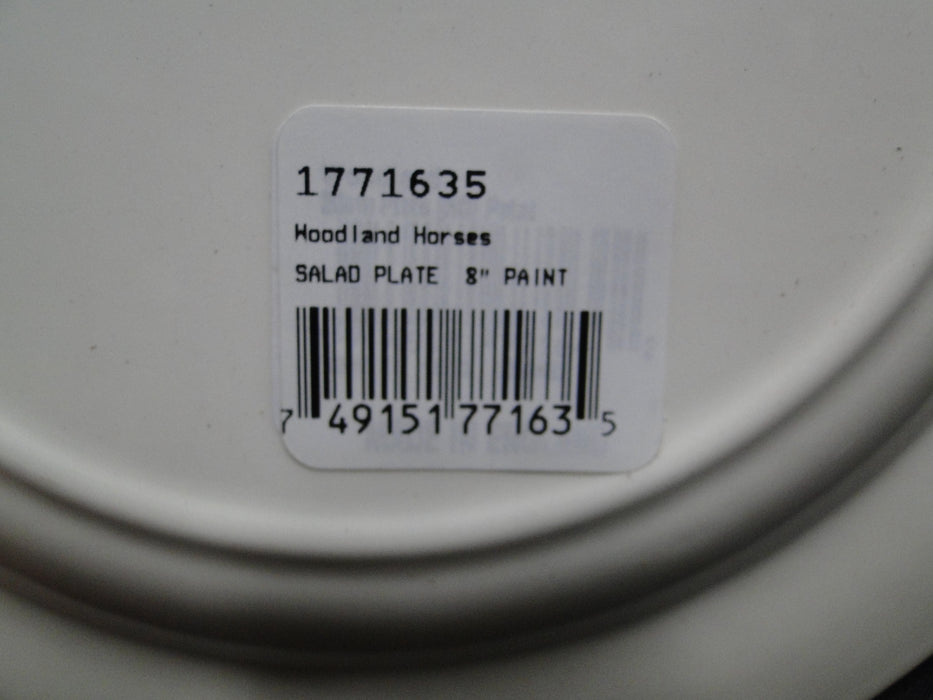 1771635
Woodland Horses
SALAD PLATE 8" PAINT
7 49151 77163 5